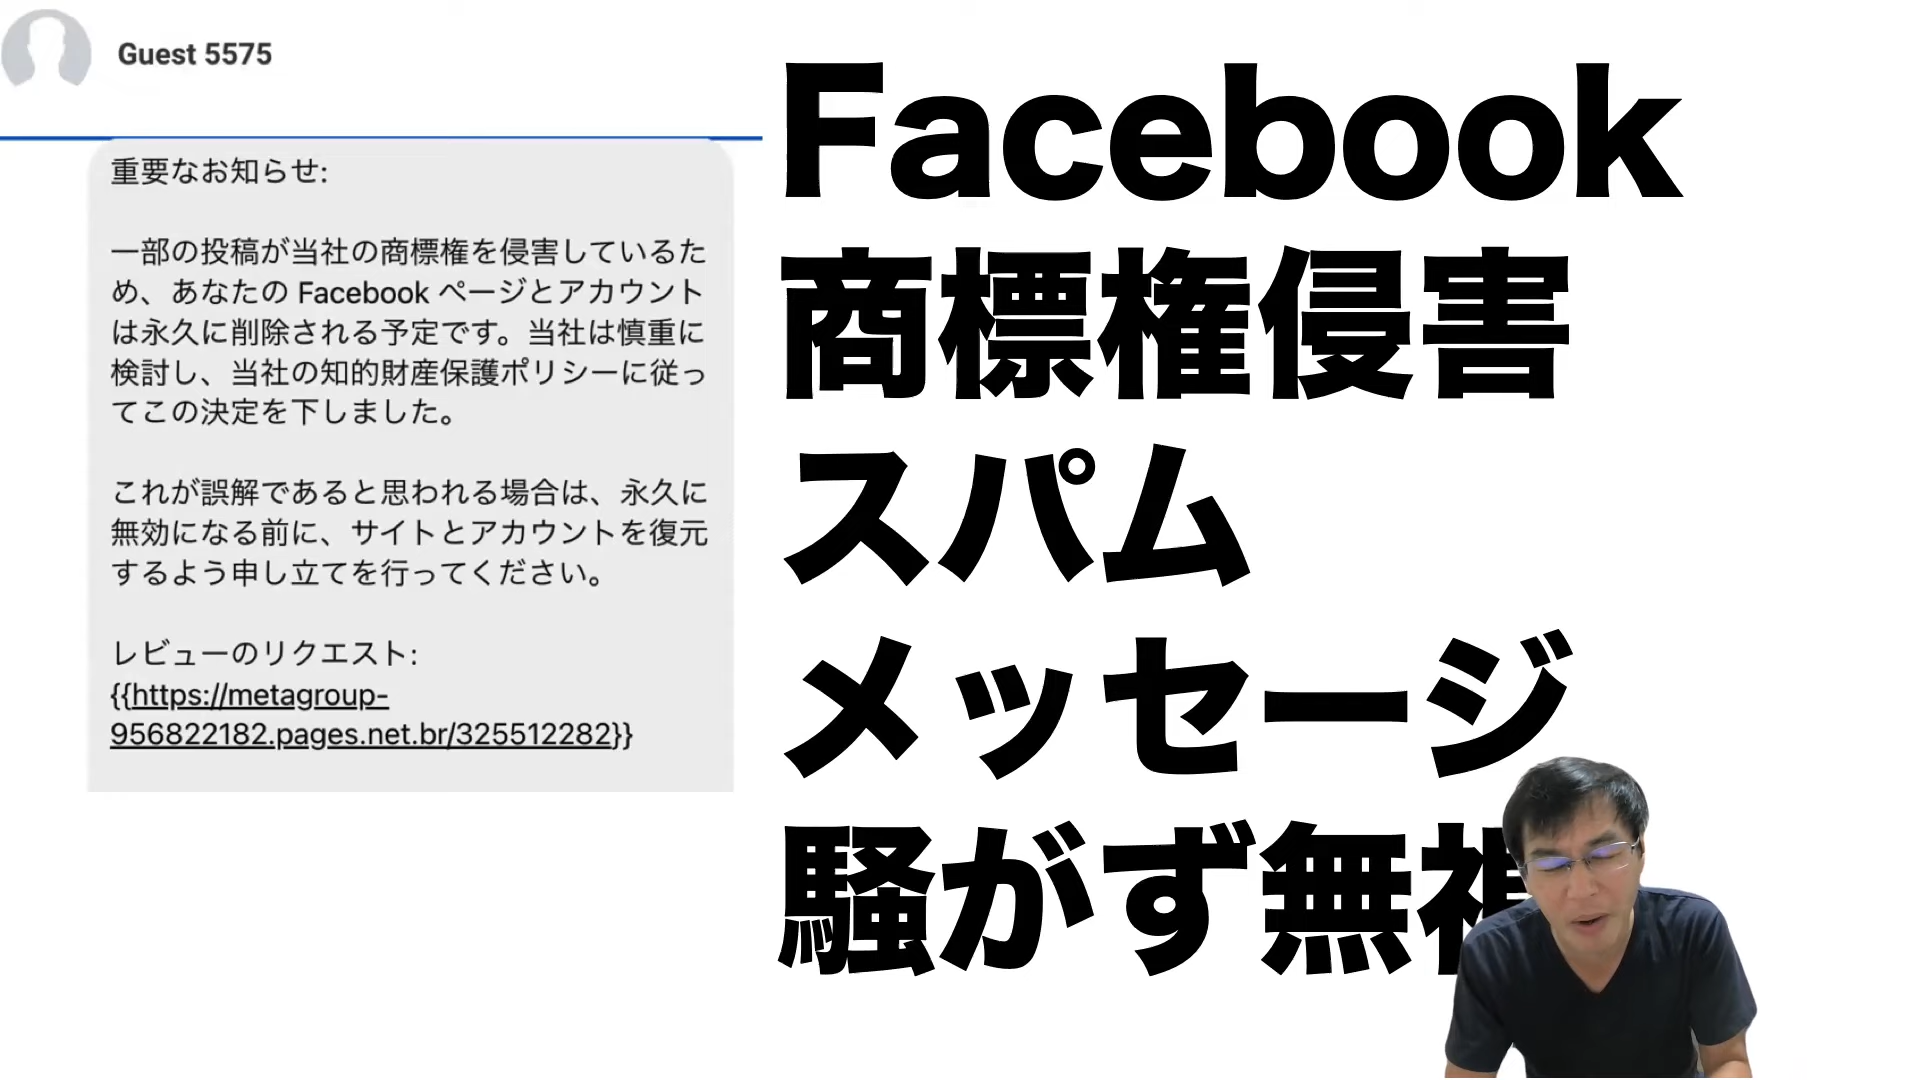 Guest 5575
重要なお知らせ:
一部の投稿が当社の商標権を侵害しているた
め、あなたの Facebook ページとアカウント
は永久に削除される予定です。当社は慎重に
検討し、当社の知的財産保護ポリシーに従っ
てこの決定を下しました。
これが誤解であると思われる場合は、永久に
無効になる前に、サイトとアカウントを復元
するよう申し立てを行ってください。
レビューのリクエスト:
{{https://metagroup-
956822182.pages.net.br/325512282}}
Facebook
商標権侵害
スパム
メッセージ
騒がず無視